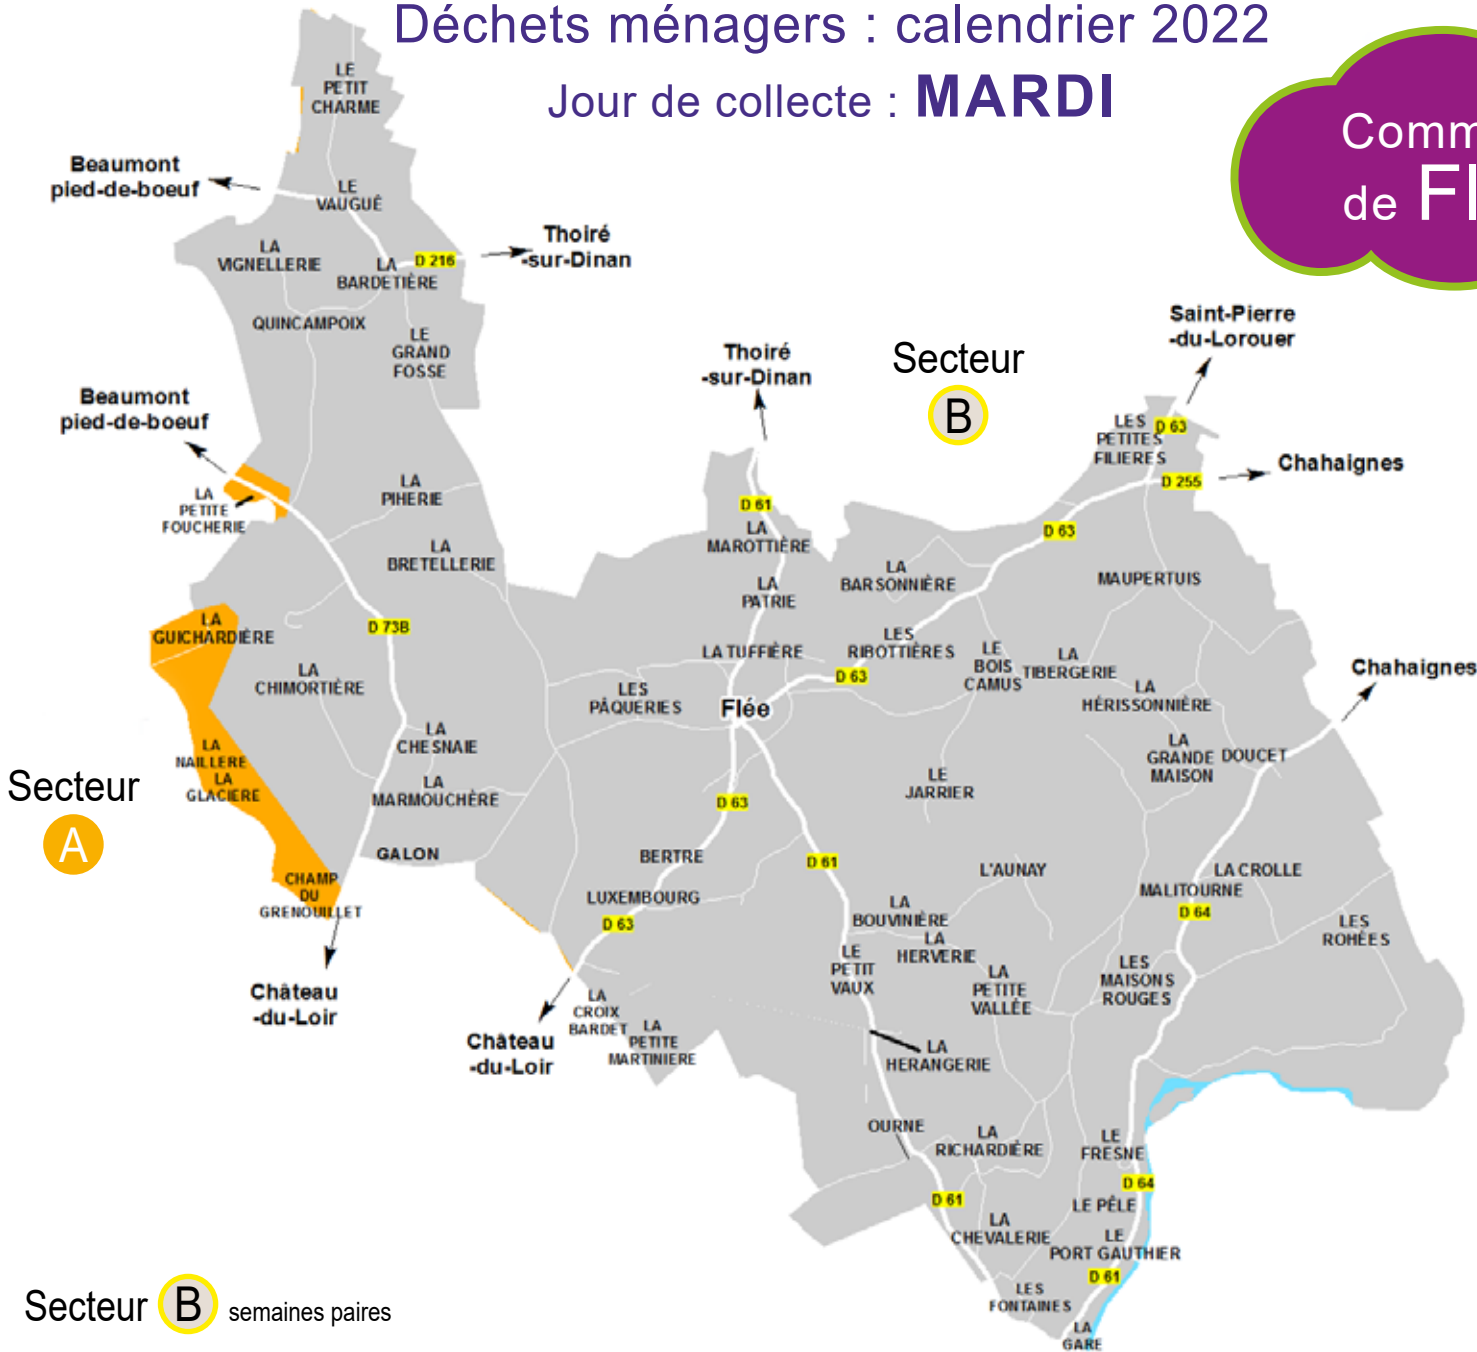 Déchets ménagers : calendrier 2022
Jour de collecte : MARDI
Comm
de Fl
LE
PETIT
CHARME
Beaumont
pied-de-boeuf
LE
VAUGUÊ
Thoiré
-sur-Dinan
LA
VIGNELLERIE
LA
BARDETIÈRE
D 216
QUINCAMPOIX
LE
GRAND
FOSSE
Saint-Pierre
-du-Lorouer
Thoiré
-sur-Dinan
Secteur
B
Beaumont
pied-de-boeuf
LES
PETITES
FILIERES
D 63
Chahaignes
D 255
LA
PETITE
FOUCHERIE
LA
PIHERIE
D 61
LA
MAROTTIÈRE
D 63
LA
BRETELLERIE
LA
PATRIE
LA
BARSONNIÈRE
MAUPERTUIS
LA
GUICHARDIÈRE
D 73B
LA TUFFIÈRE
LES
RIBOTTIÈRES
LE
BOIS
CAMUS
LA
TIBERGERIE
Chahaignes
LA
CHIMORTIÈRE
LES
PÂQUERIES
D 63
Flée
LA
HÉRISSONNIÈRE
LA
CHESNAIE
LA
NAILLERE
LA
GLACIERE
LA
GRANDE
MAISON
DOUCET
Secteur
A
LA
MARMOUCHÈRE
LE
JARRIER
D 63
GALON
BERTRE
D 61
L'AUNAY
LA CROLLE
CHAMP
DU
GRENOUILLET
LUXEMBOURG
MALITOURNE
D 63
LA
BOUVINIÈRE
D 64
LES
ROHÉES
LA
HERVERIE
LE
PETIT
VAUX
LA
PETITE
VALLÉE
LES
MAISONS
ROUGES
Château
-du-Loir
LA
CROIX
BARDET
LA
PETITE
MARTINIERE
Château
-du-Loir
LA
HERANGERIE
OURNE
LA
RICHARDIÈRE
LE
FRESNE
D 64
D 61
LE PÊLE
LA
CHEVALERIE
LE
PORT GAUTHIER
D 61
LES
FONTAINES
LA
GARE
Secteur B semaines paires